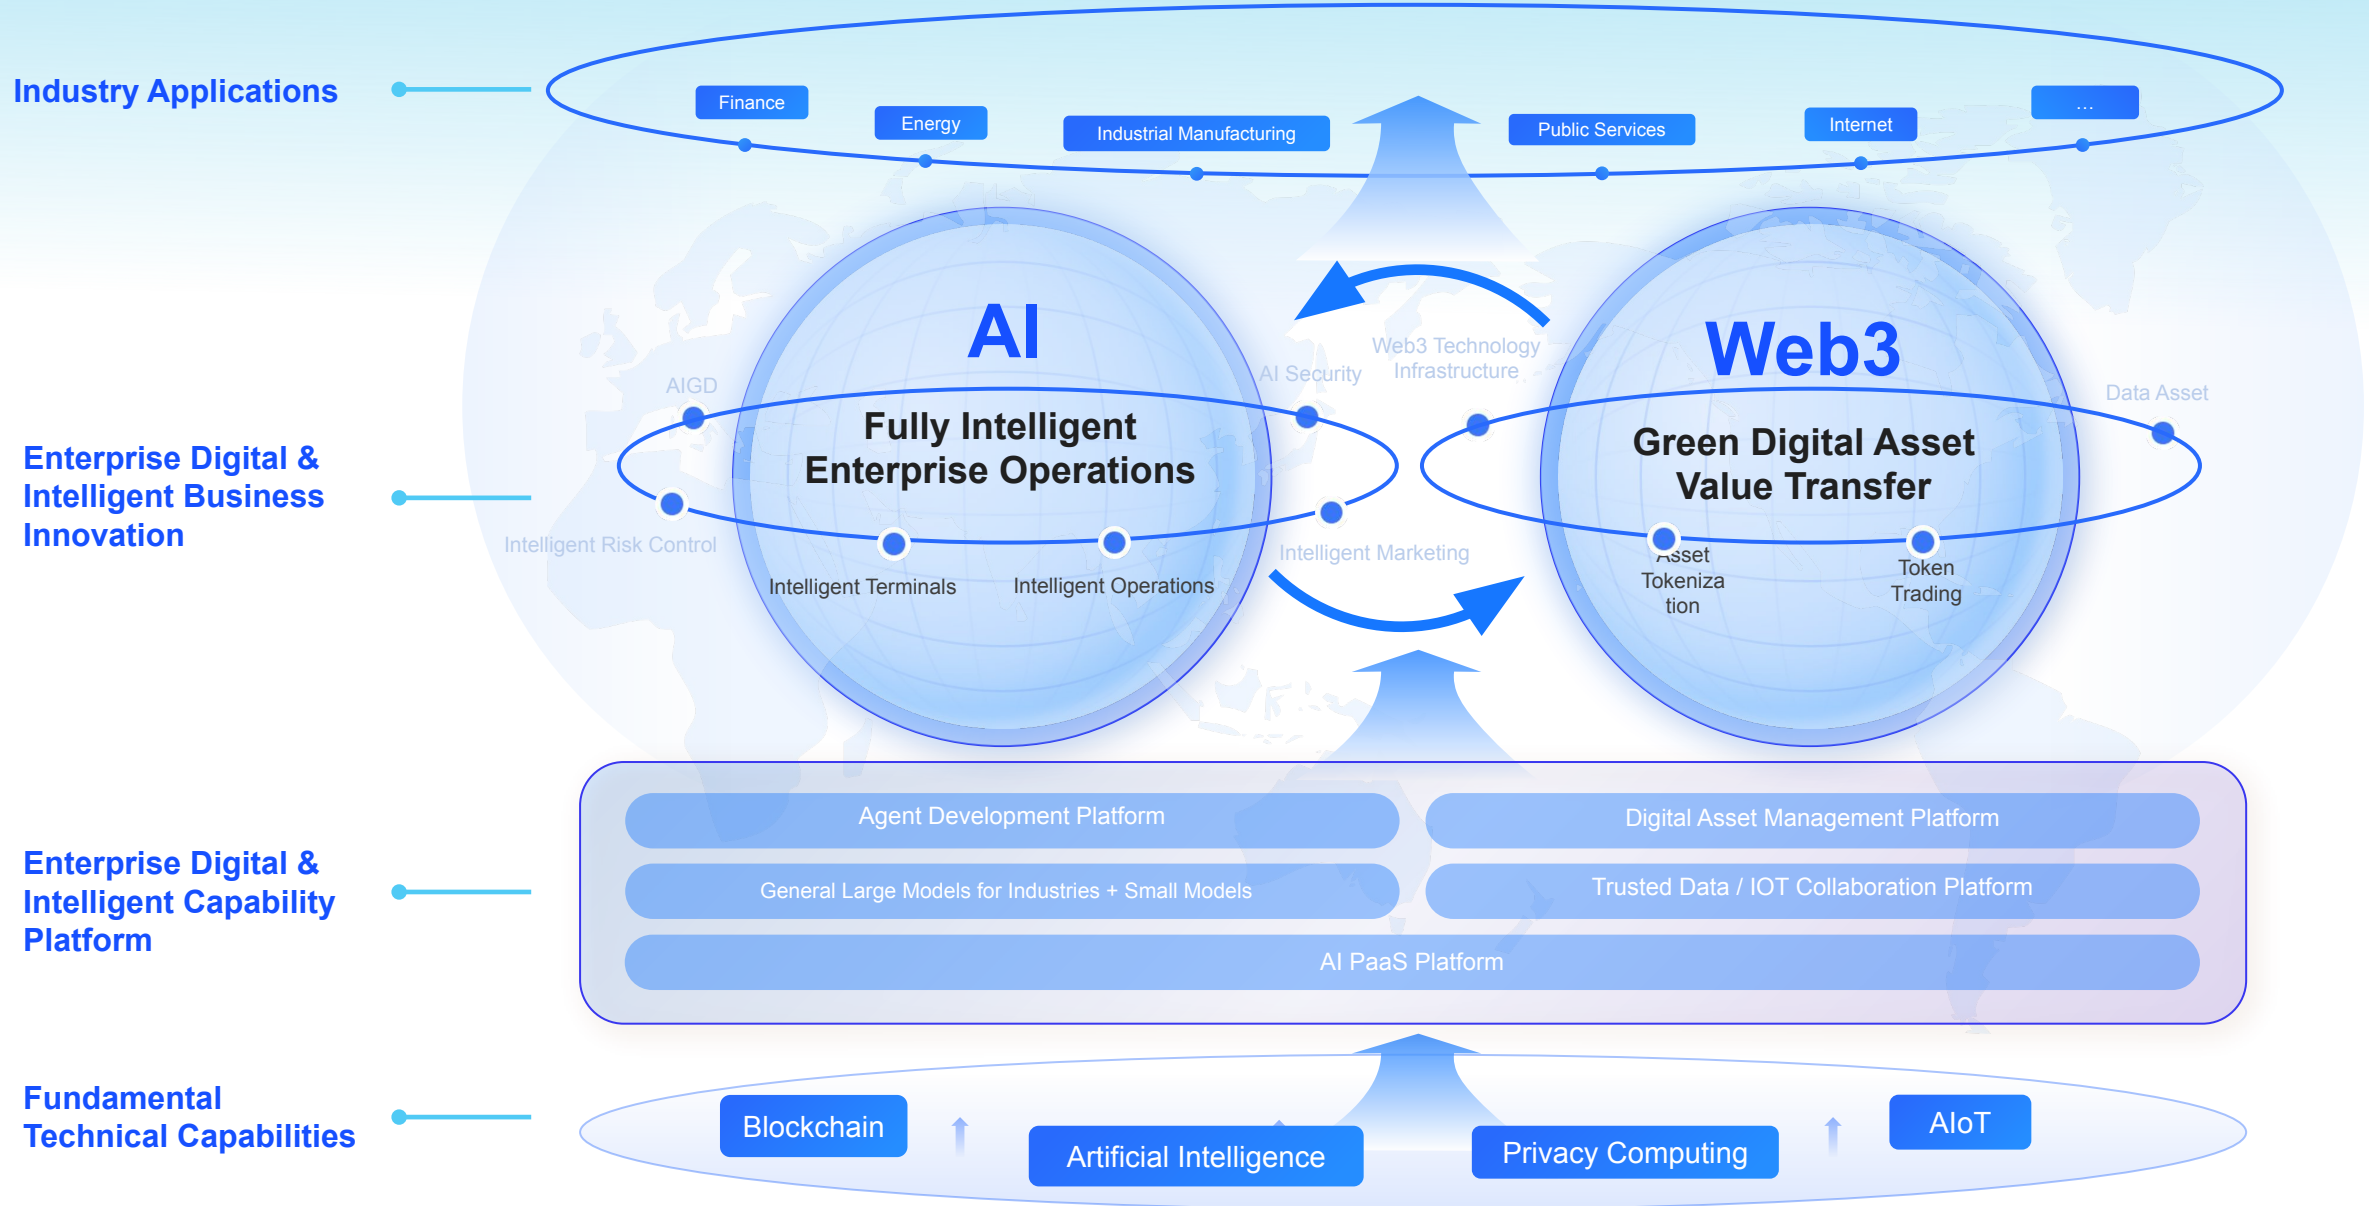 Industry Applications
Finance
Energy
Industrial Manufacturing
Public Services
Internet
...
Enterprise Digital &
Intelligent Business
Innovation
AI
Fully Intelligent
Enterprise Operations
AIGD
AI Security
Intelligent Risk Control
Intelligent Terminals
Intelligent Operations
Intelligent Marketing
Web3
Green Digital Asset
Value Transfer
Web3 Technology
Infrastructure
Data Asset
Asset
Tokeniza
tion
Token
Trading
Enterprise Digital &
Intelligent Capability
Platform
Agent Development Platform
Digital Asset Management Platform
General Large Models for Industries + Small Models
Trusted Data / IOT Collaboration Platform
AI PaaS Platform
Fundamental
Technical Capabilities
Blockchain
Artificial Intelligence
Privacy Computing
AIoT